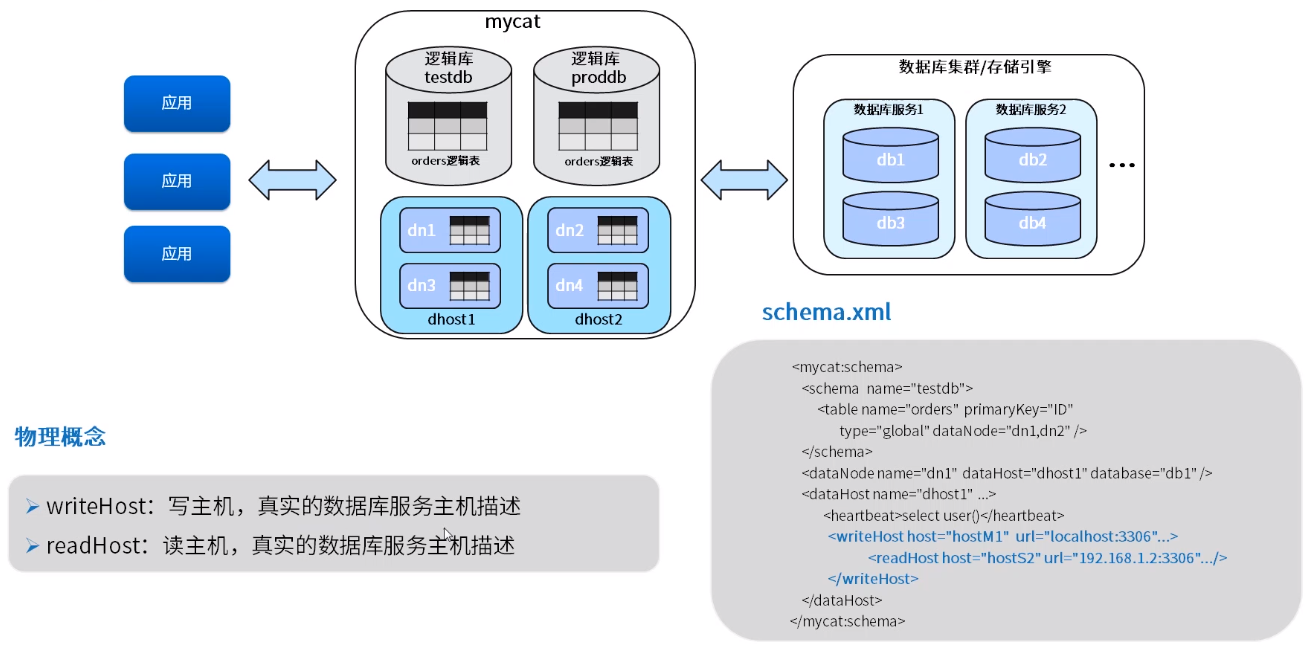 mycat
应用
应用
应用
逻辑库
testdb
orders逻辑表
逻辑库
proddb
orders逻辑表
dn1
dn3
dhost1
dn2
dn4
dhost2
数据库集群/存储引擎
数据库服务1
db1
db3
数据库服务2
db2
db4
...
schema.xml
<mycat:schema>
<schema name="testdb">
<table name="orders" primaryKey="ID"
type="global" dataNode="dn1,dn2" />
</schema>
<dataNode name="dn1" dataHost="dhost1" database="db1" />
<dataHost name="dhost1" ...>
<heartbeat>select user()</heartbeat>
<writeHost host="hostM1" url="localhost:3306"...>
<readHost host="hostS2" url="192.168.1.2:3306".../>
</writeHost>
</dataHost>
</mycat:schema>
物理概念
writeHost：写主机，真实的数据库服务主机描述
readHost：读主机，真实的数据库服务主机描述